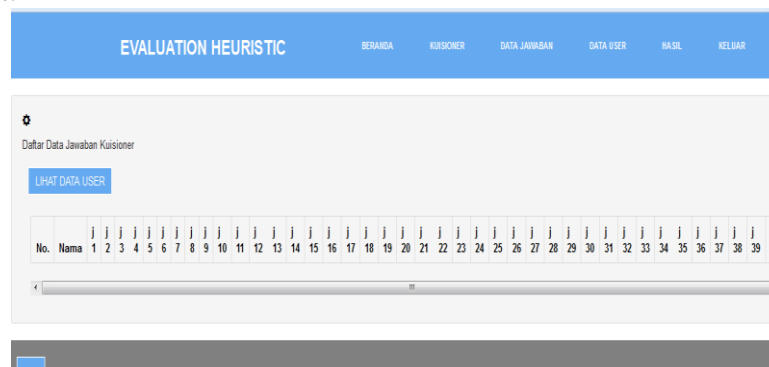 EVALUATION HEURISTIC BERANDA KUISIONER DATA JAWABAN DATA USER HASIL KELUAR
Daftar Data Jawaban Kuisioner
LIHAT DATA USER
j j j j j j j j j j j j j j j j j j j j j j j j j j j j j j j j j j j j j j j
No. Nama 1 2 3 4 5 6 7 8 9 10 11 12 13 14 15 16 17 18 19 20 21 22 23 24 25 26 27 28 29 30 31 32 33 34 35 36 37 38 39